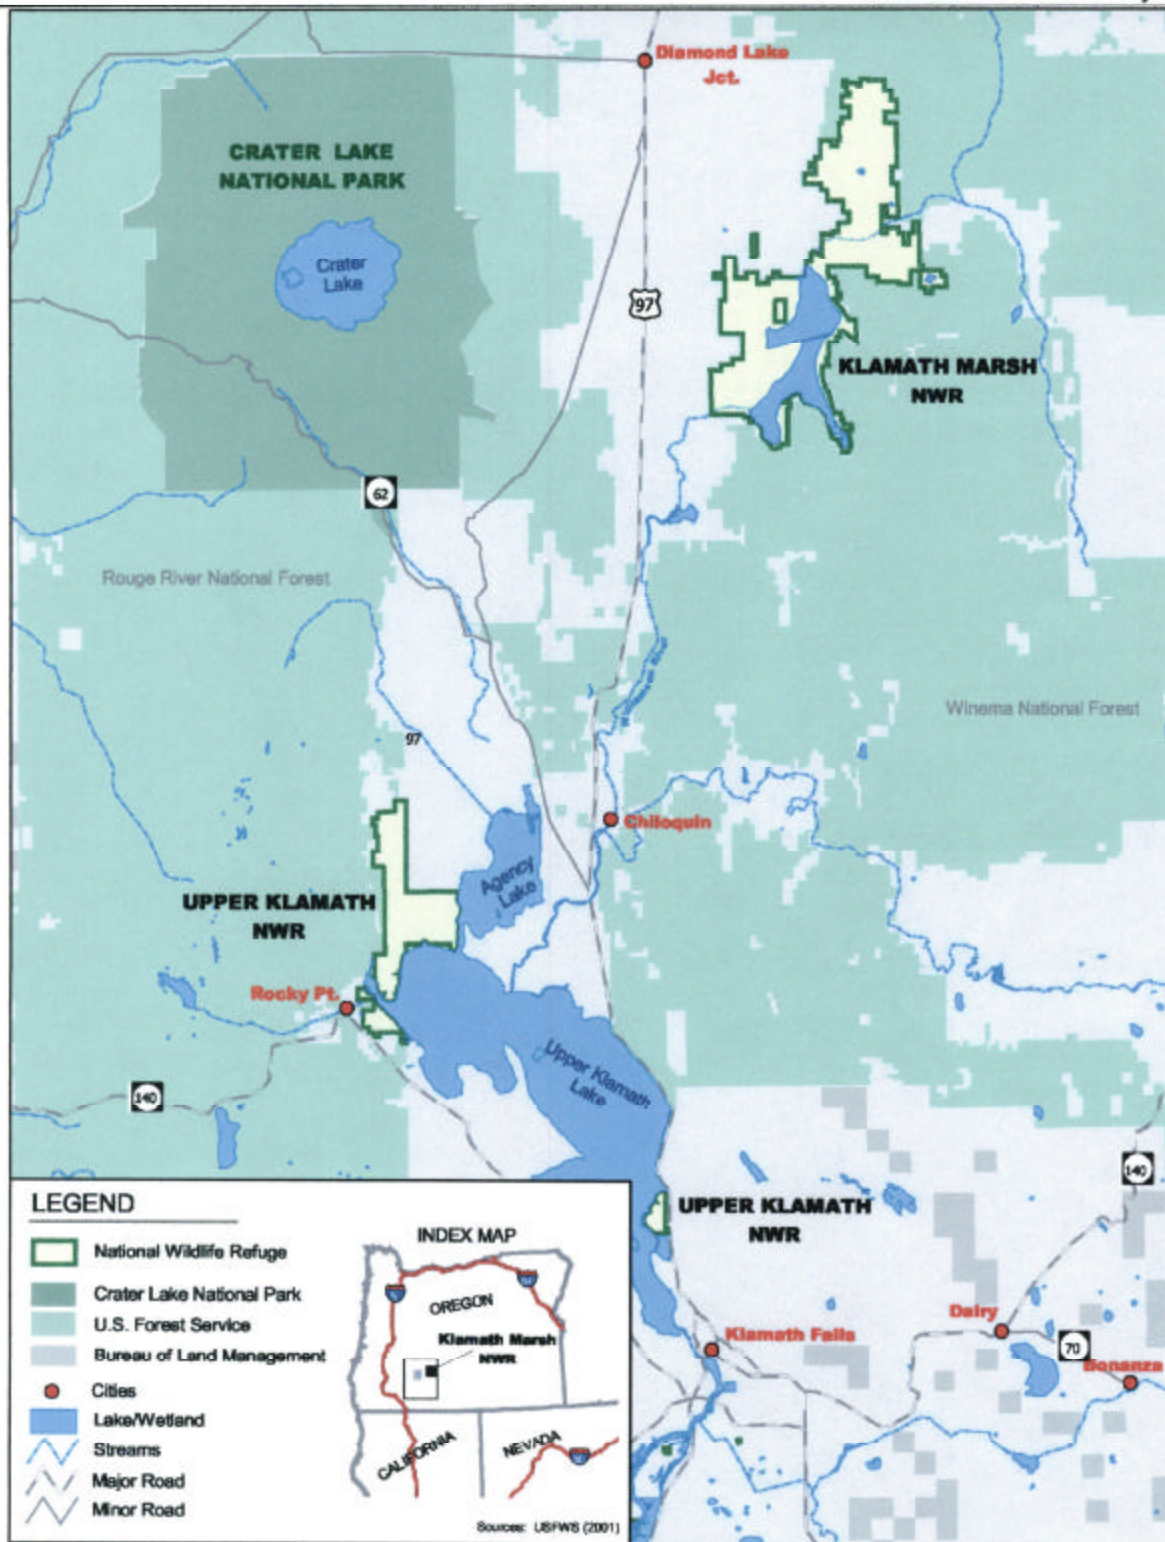 Diamond Lake
Jct.
CRATER LAKE
NATIONAL PARK
Crater
Lake
97
KLAMATH MARSH
NWR
62
Rouge River National Forest
Winema National Forest
97
Chiloquin
Agency
Lake
UPPER KLAMATH
NWR
Rocky Pt.
Upper Klamath
Lake
140
140
UPPER KLAMATH
NWR
Klamath Falls
Dairy
70
Bonanza
LEGEND
National Wildlife Refuge
Crater Lake National Park
U.S. Forest Service
Bureau of Land Management
Cities
Lake/Wetland
Streams
Major Road
Minor Road
INDEX MAP
OREGON
Klamath Marsh
NWR
CALIFORNIA
NEVADA
Sources: USFWS (2001)